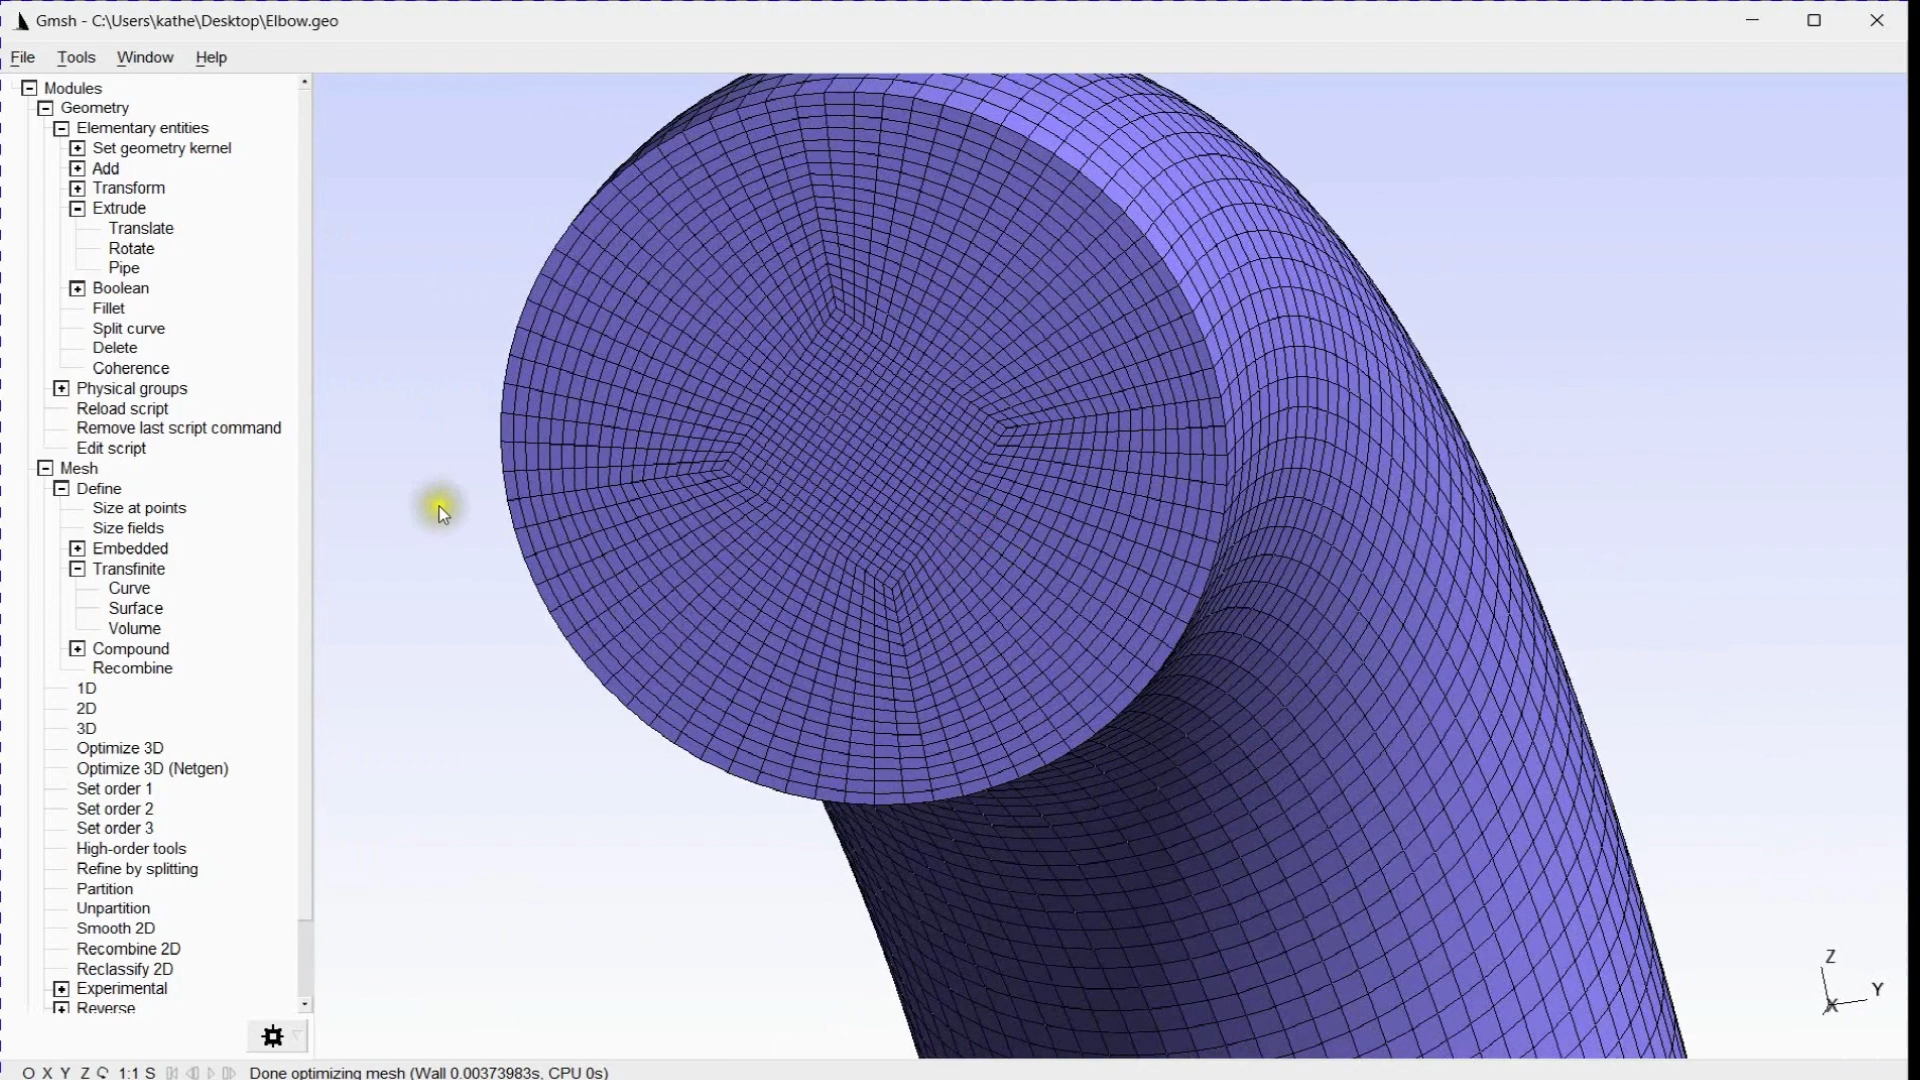 Gmsh - C:\Users\kathe\Desktop\Elbow.geo
File Tools Window Help
Modules
Geometry
Elementary entities
Set geometry kernel
Add
Transform
Extrude
Translate
Rotate
Pipe
Boolean
Fillet
Split curve
Delete
Coherence
Physical groups
Reload script
Remove last script command
Edit script
Mesh
Define
Size at points
Size fields
Embedded
Transfinite
Curve
Surface
Volume
Compound
Recombine
1D
2D
3D
Optimize 3D
Optimize 3D (Netgen)
Set order 1
Set order 2
Set order 3
High-order tools
Refine by splitting
Partition
Unpartition
Smooth 2D
Recombine 2D
Reclassify 2D
Experimental
Reverse
Z
Y
X
O X Y Z 1:1 S Done optimizing mesh (Wall 0.00373983s, CPU 0s)